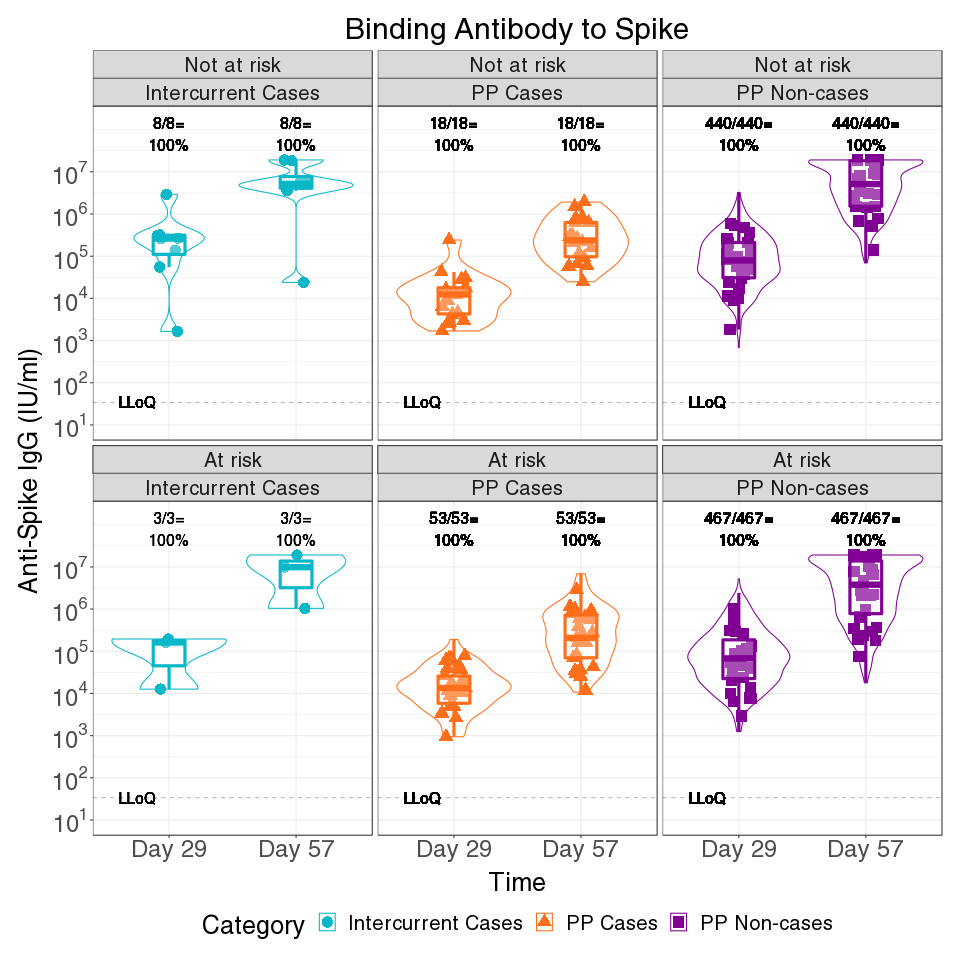 Binding Antibody to Spike
Not at risk Not at risk Not at risk
Intercurrent Cases PP Cases PP Non-cases
8/8= 8/8= 18/18= 18/18= 440/440= 440/440=
100% 100% 100% 100% 100% 100%
10^7
10^6
10^5
10^4
10^3
10^2
10^1
LLoQ LLoQ LLoQ
Anti-Spike IgG (IU/ml)
At risk At risk At risk
Intercurrent Cases PP Cases PP Non-cases
3/3= 3/3= 53/53= 53/53= 467/467= 467/467=
100% 100% 100% 100% 100% 100%
10^7
10^6
10^5
10^4
10^3
10^2
10^1
LLoQ LLoQ LLoQ
Day 29 Day 57 Day 29 Day 57 Day 29 Day 57
Time
Category Intercurrent Cases PP Cases PP Non-cases